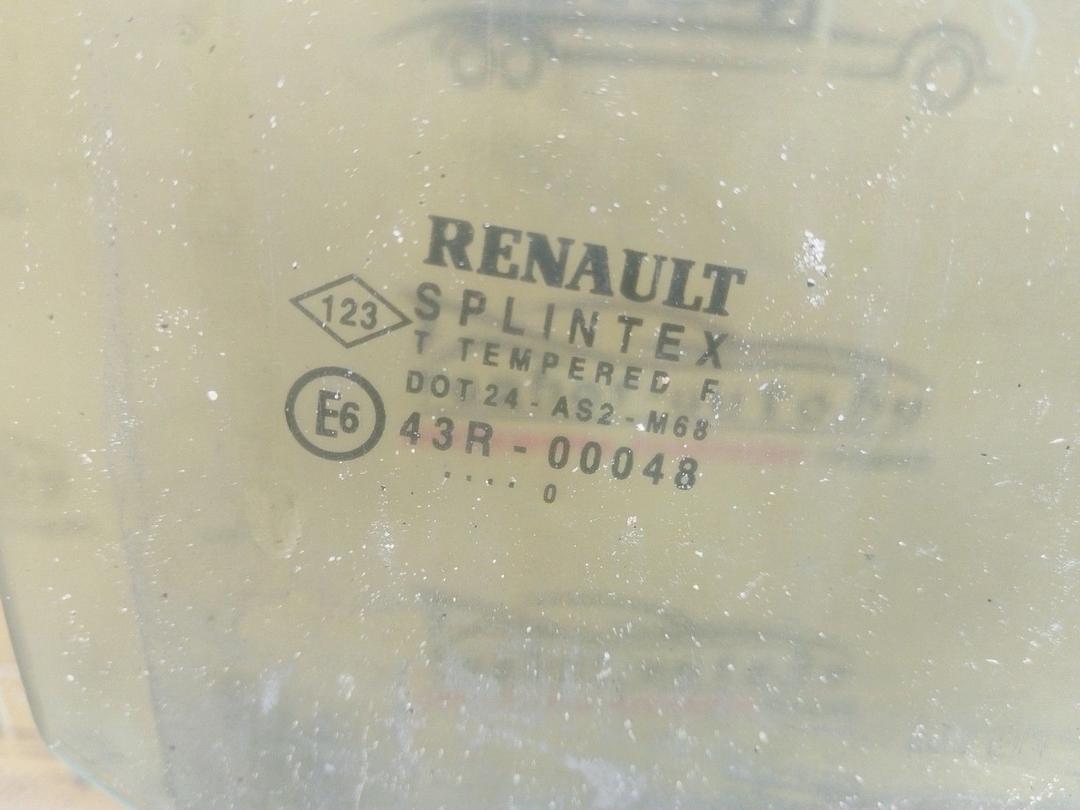 RENAULT
123
SPLINTEX
T TEMPERED F
DOT 24 - AS2 - M68
E6
43R - 00048
.... 0